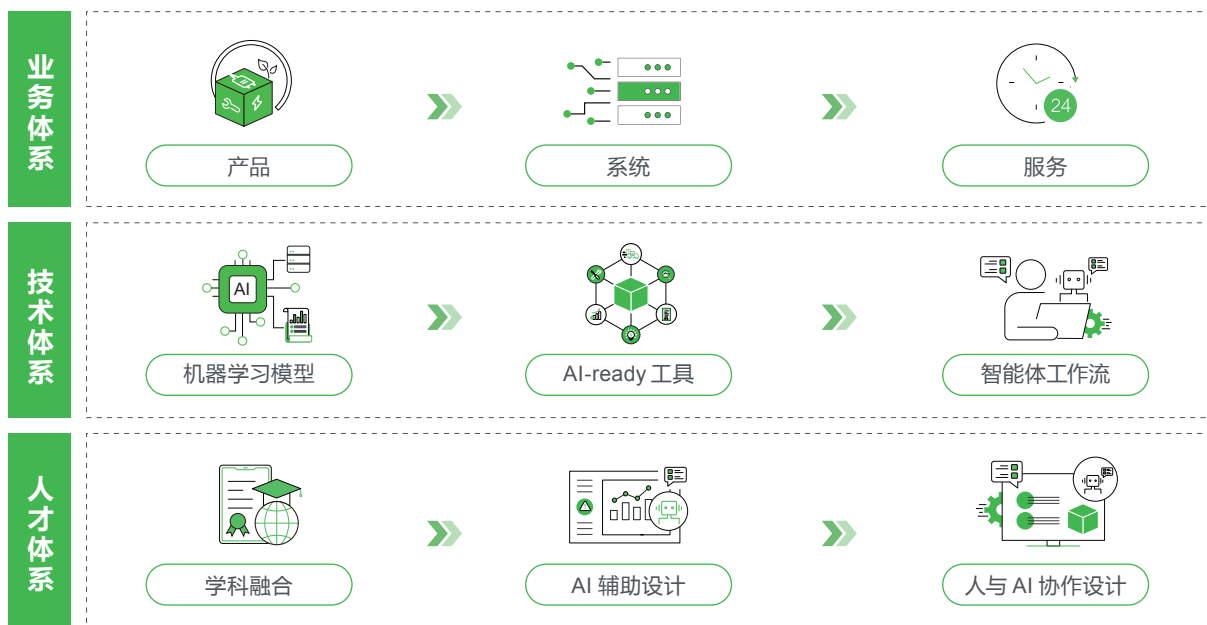 业务体系
24
产品
系统
服务
技术体系
AI
机器学习模型
AI-ready 工具
智能体工作流
人才体系
学科融合
AI 辅助设计
人与 AI 协作设计